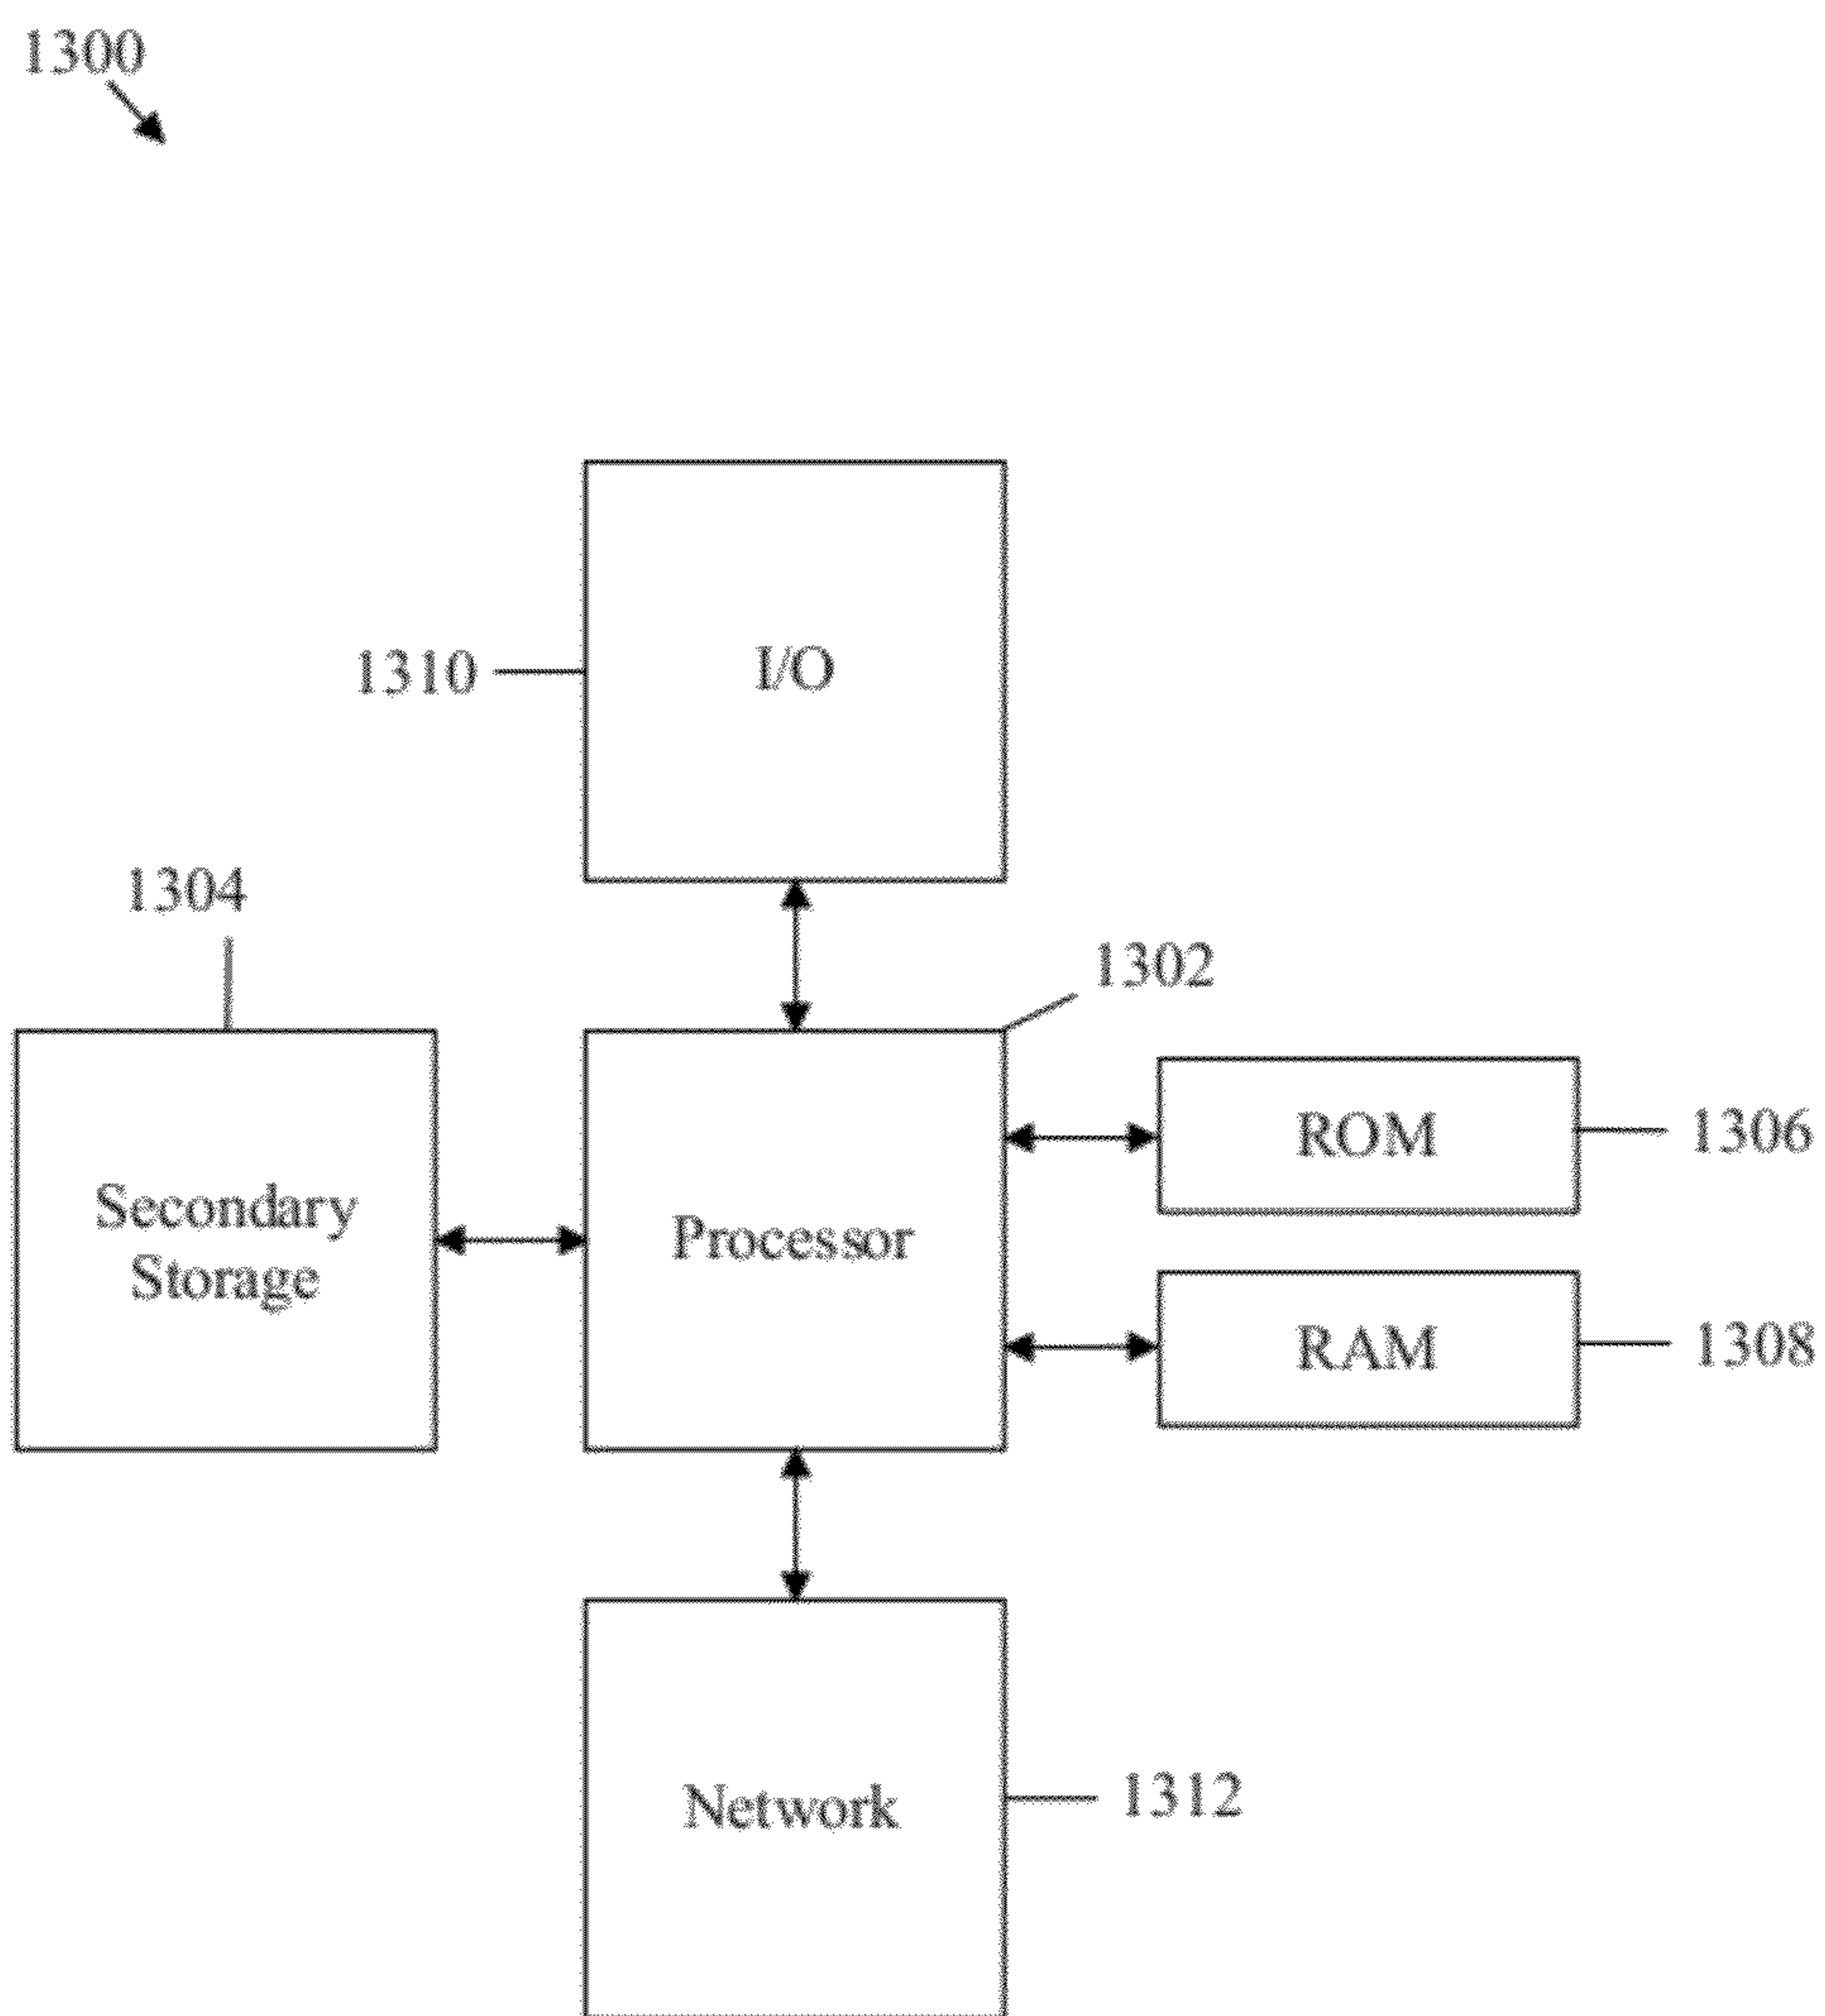 1300
I/O
1310
1304
1302
Secondary
Storage
Processor
ROM
1306
RAM
1308
Network
1312